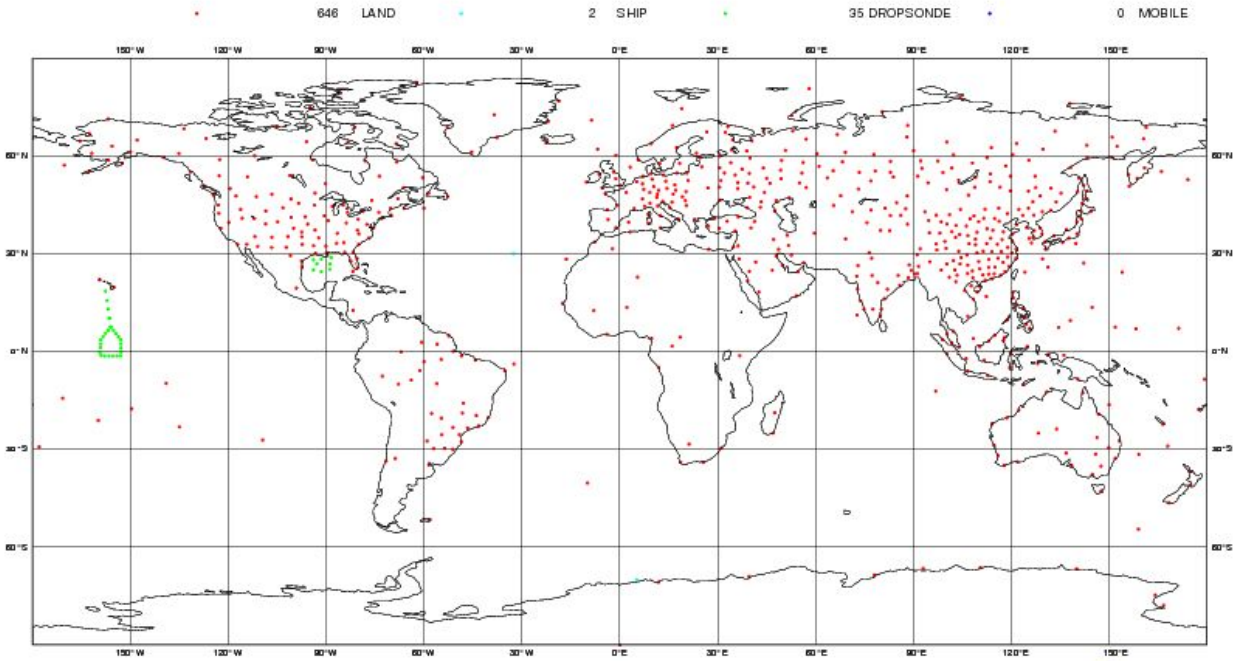 646 LAND 2 SHIP 35 DROPSONDE 0 MOBILE
150°W 120°W 90°W 60°W 30°W 0°E 30°E 60°E 90°E 120°E 150°E
60°N 60°N
30°N 30°N
0°N 0°N
30°S 30°S
60°S 60°S
150°W 120°W 90°W 60°W 30°W 0°E 30°E 60°E 90°E 120°E 150°E